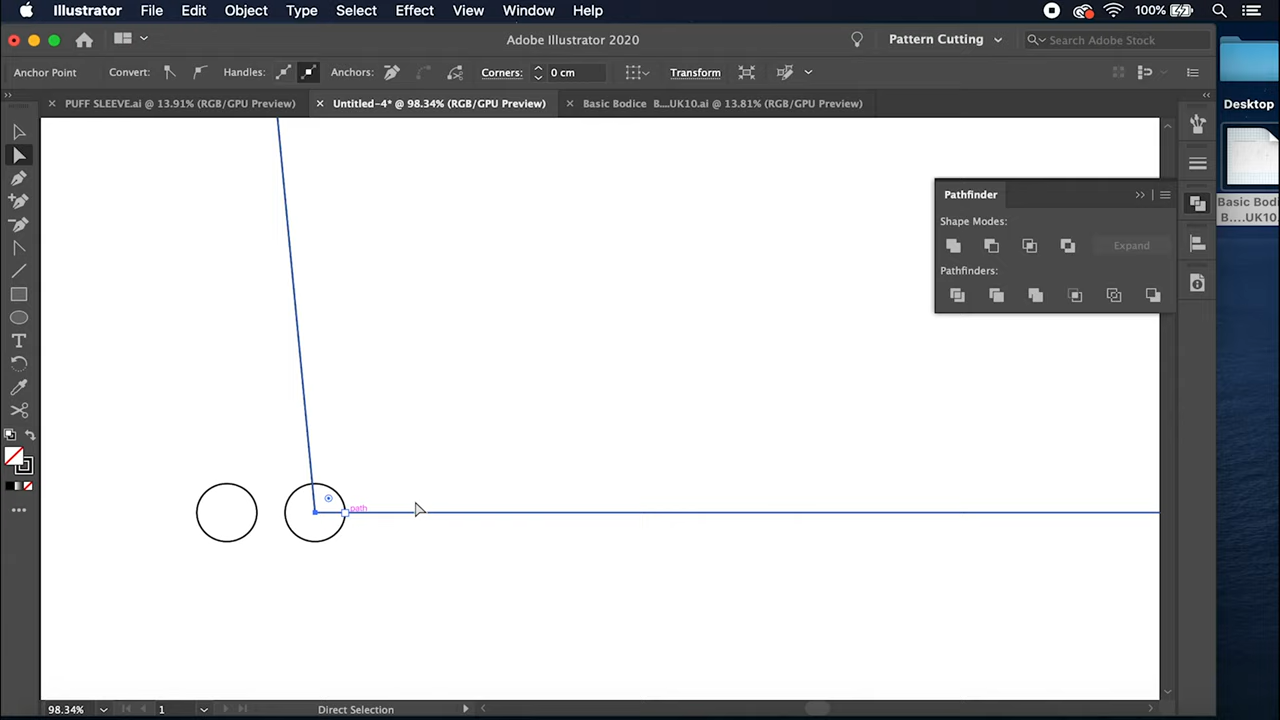 Illustrator File Edit Object Type Select Effect View Window Help 100%
Adobe Illustrator 2020 Pattern Cutting Search Adobe Stock
Anchor Point Convert: Handles: Anchors: Corners: 0 cm Transform
PUFF SLEEVE.ai @ 13.91% (RGB/GPU Preview) Untitled-4* @ 98.34% (RGB/GPU Preview) Basic Bodice B....UK10.ai @ 13.81% (RGB/GPU Preview)
Desktop
Pathfinder
Basic Bodi
B....UK10
Shape Modes:
Expand
Pathfinders:
path
98.34% 1 Direct Selection